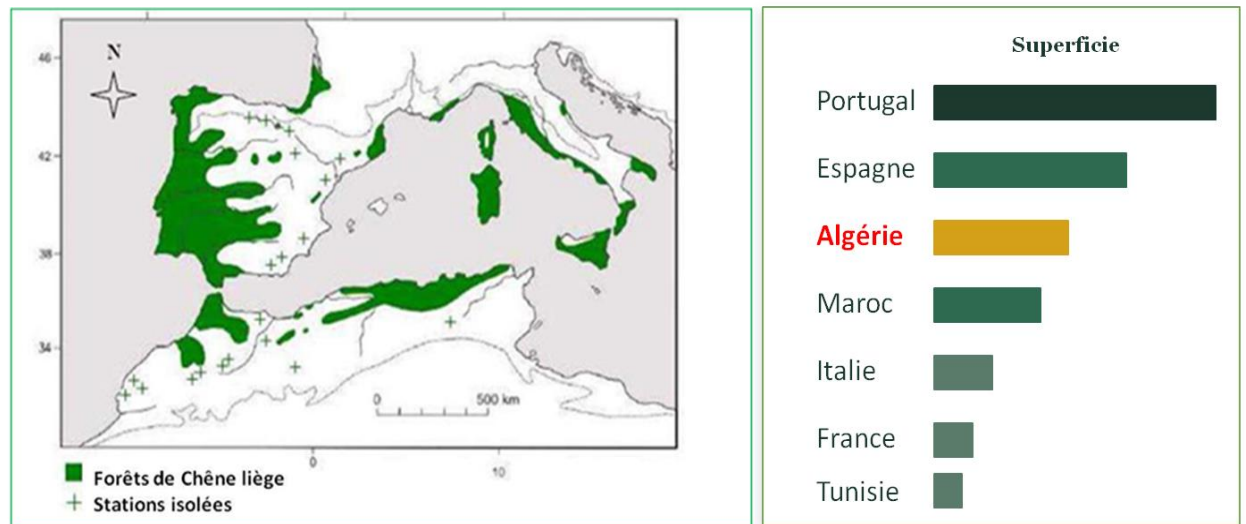 N
46
42
38
34
0
500 km
0
10
Forêts de Chêne liège
Stations isolées
Superficie
Portugal
Espagne
Algérie
Maroc
Italie
France
Tunisie